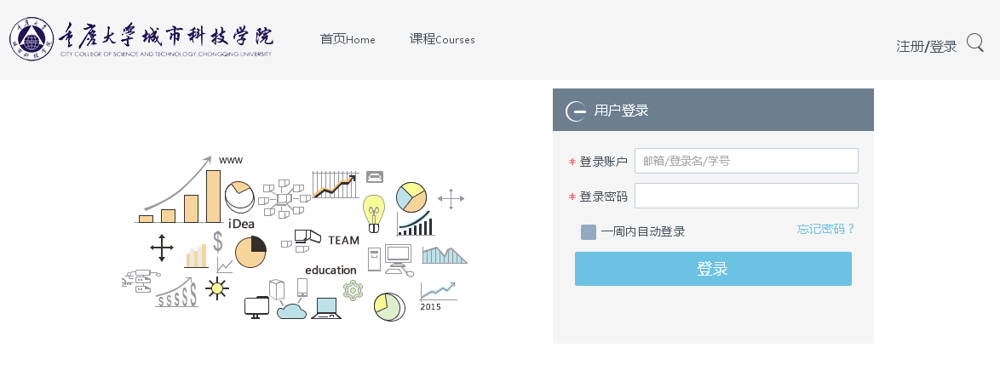 重庆大学城市科技学院
CITY COLLEGE OF SCIENCE AND TECHNOLOGY,CHONGQING UNIVERSITY
首页Home 课程Courses
注册/登录
用户登录
* 登录账户 邮箱/登录名/学号
* 登录密码
一周内自动登录 忘记密码？
登录
www
iDea
TEAM
education
2015